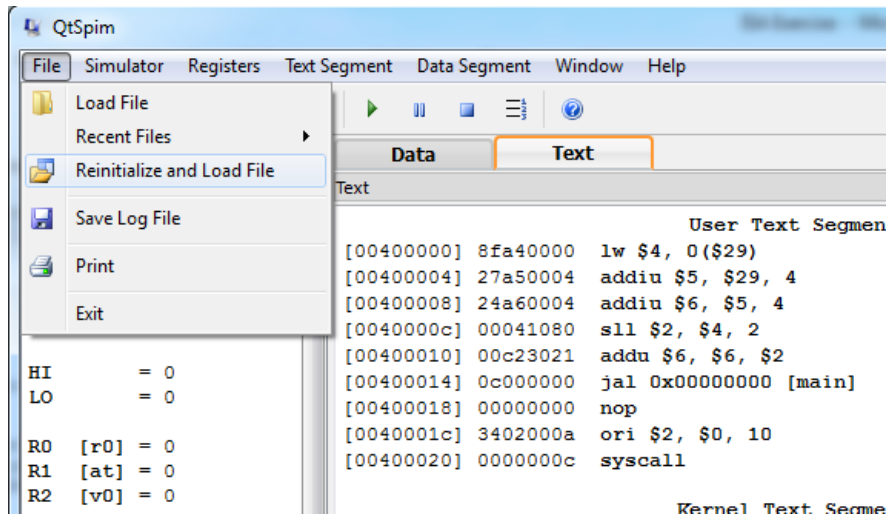 QtSpim
File Simulator Registers Text Segment Data Segment Window Help
Load File
Recent Files
Reinitialize and Load File
Save Log File
Print
Exit
Data Text
Text
User Text Segmen
[00400000] 8fa40000 lw $4, 0($29)
[00400004] 27a50004 addiu $5, $29, 4
[00400008] 24a60004 addiu $6, $5, 4
[0040000c] 00041080 sll $2, $4, 2
[00400010] 00c23021 addu $6, $6, $2
[00400014] 0c000000 jal 0x00000000 [main]
[00400018] 00000000 nop
[0040001c] 3402000a ori $2, $0, 10
[00400020] 0000000c syscall
Kernel Text Segme
HI = 0
LO = 0
R0 [r0] = 0
R1 [at] = 0
R2 [v0] = 0